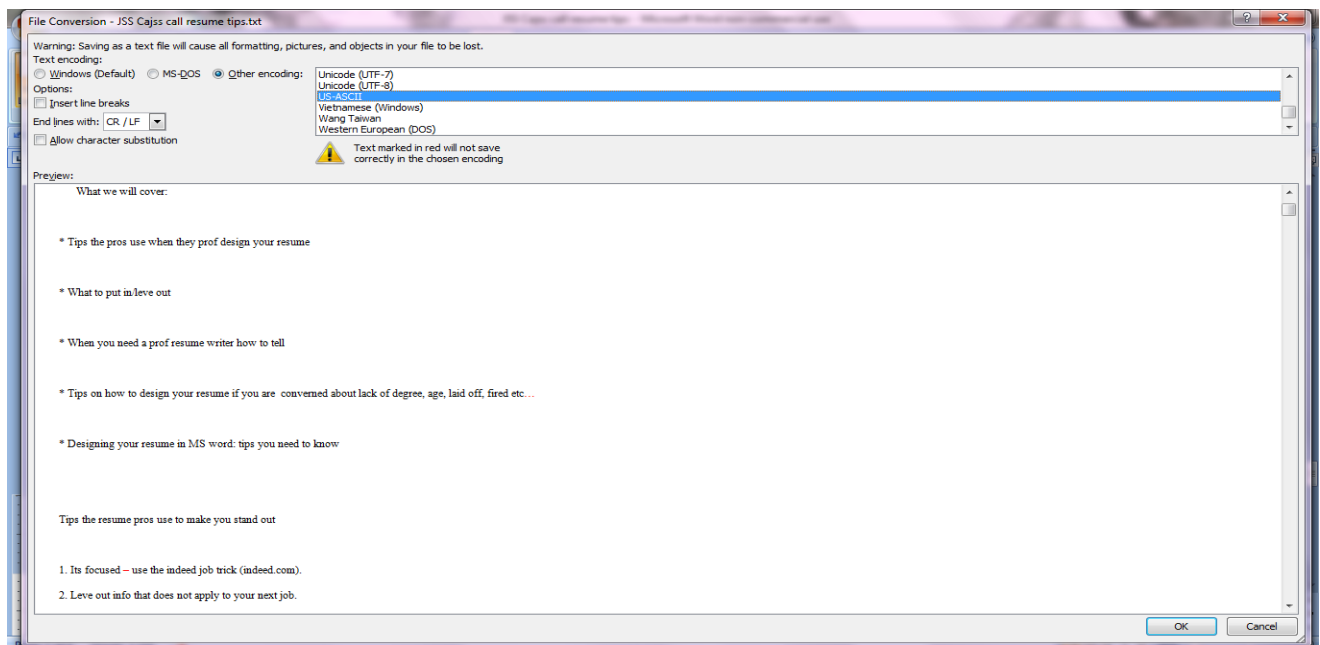 File Conversion - JSS Cajss call resume tips.txt
Warning: Saving as a text file will cause all formatting, pictures, and objects in your file to be lost.
Text encoding:
Windows (Default) MS-DOS Other encoding:
Unicode (UTF-7)
Unicode (UTF-8)
US-ASCII
Vietnamese (Windows)
Wang Taiwan
Western European (DOS)
Options:
Insert line breaks
End lines with: CR / LF
Allow character substitution
Text marked in red will not save
correctly in the chosen encoding
Preview:
What we will cover:
* Tips the pros use when they prof design your resume
* What to put in/leve out
* When you need a prof resume writer how to tell
* Tips on how to design your resume if you are converned about lack of degree, age, laid off, fired etc…
* Designing your resume in MS word: tips you need to know
Tips the resume pros use to make you stand out
1. Its focused – use the indeed job trick (indeed.com).
2. Leve out info that does not apply to your next job.
OK Cancel